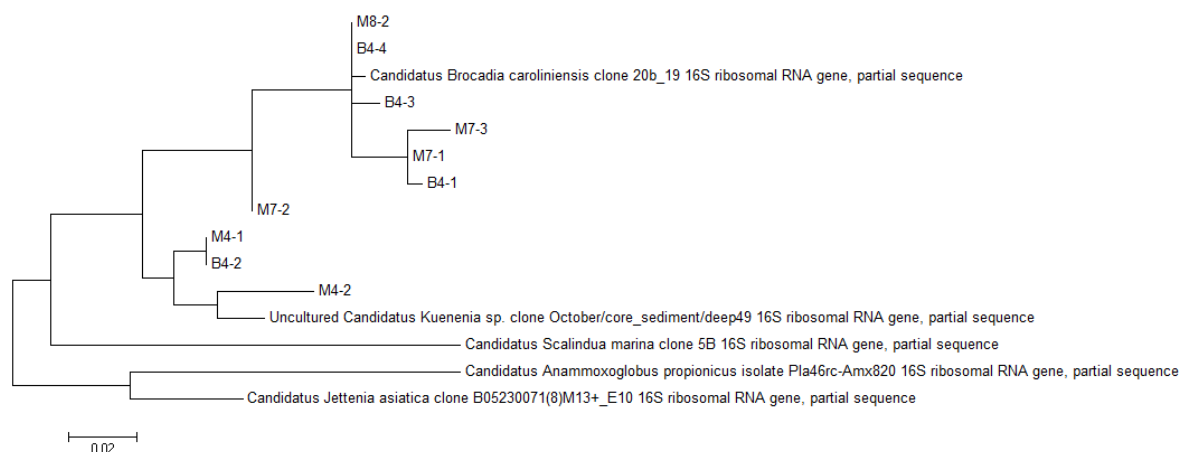 M8-2
B4-4
Candidatus Brocadia caroliniensis clone 20b_19 16S ribosomal RNA gene, partial sequence
B4-3
M7-3
M7-1
B4-1
M7-2
M4-1
B4-2
M4-2
Uncultured Candidatus Kuenenia sp. clone October/core_sediment/deep49 16S ribosomal RNA gene, partial sequence
Candidatus Scalindua marina clone 5B 16S ribosomal RNA gene, partial sequence
Candidatus Anammoxoglobus propionicus isolate Pla46rc-Amx820 16S ribosomal RNA gene, partial sequence
Candidatus Jettenia asiatica clone B05230071(8)M13+_E10 16S ribosomal RNA gene, partial sequence
0.02